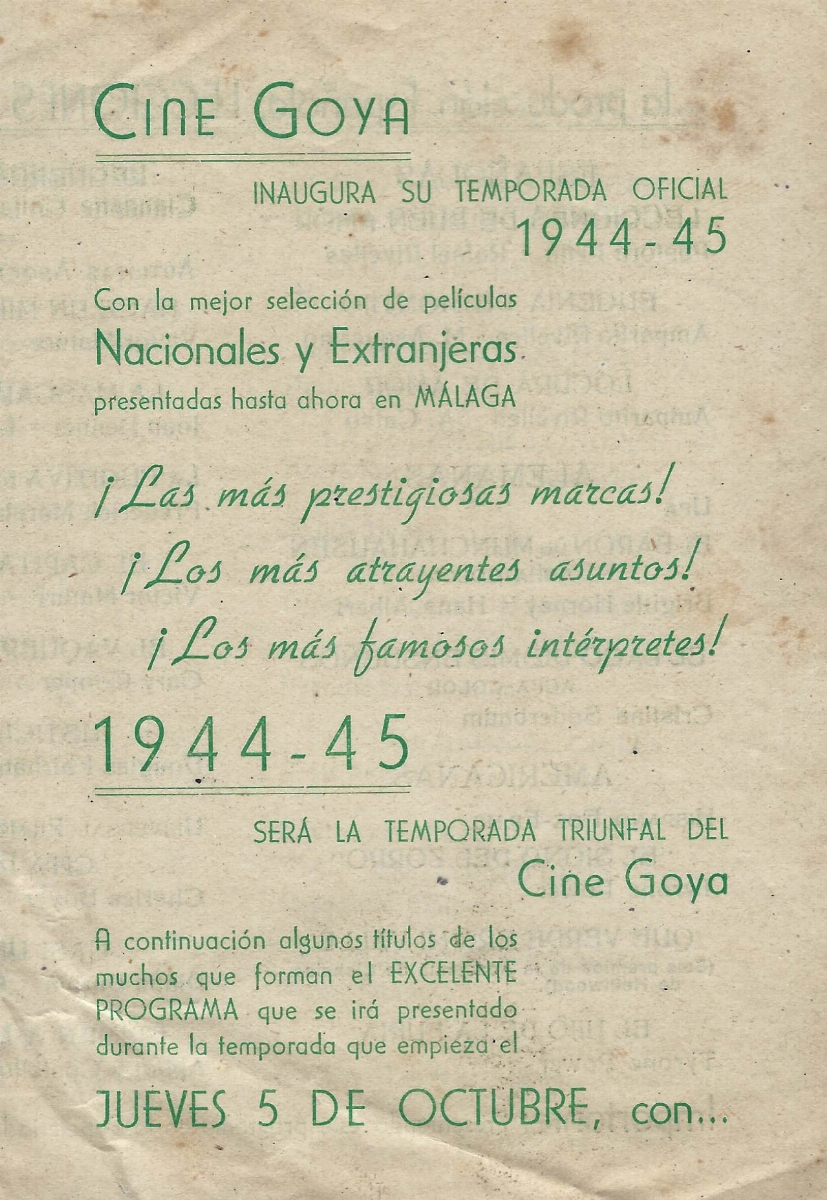 CINE GOYA
INAUGURA SU TEMPORADA OFICIAL
1944-45
Con la mejor selección de películas
Nacionales y Extranjeras
presentadas hasta ahora en MÁLAGA
¡Las más prestigiosas marcas!
¡Los más atrayentes asuntos!
¡Los más famosos intérpretes!
1944-45
SERÁ LA TEMPORADA TRIUNFAL DEL
Cine Goya
A continuación algunos títulos de los
muchos que forman el EXCELENTE
PROGRAMA que se irá presentado
durante la temporada que empieza el
JUEVES 5 DE OCTUBRE, con...